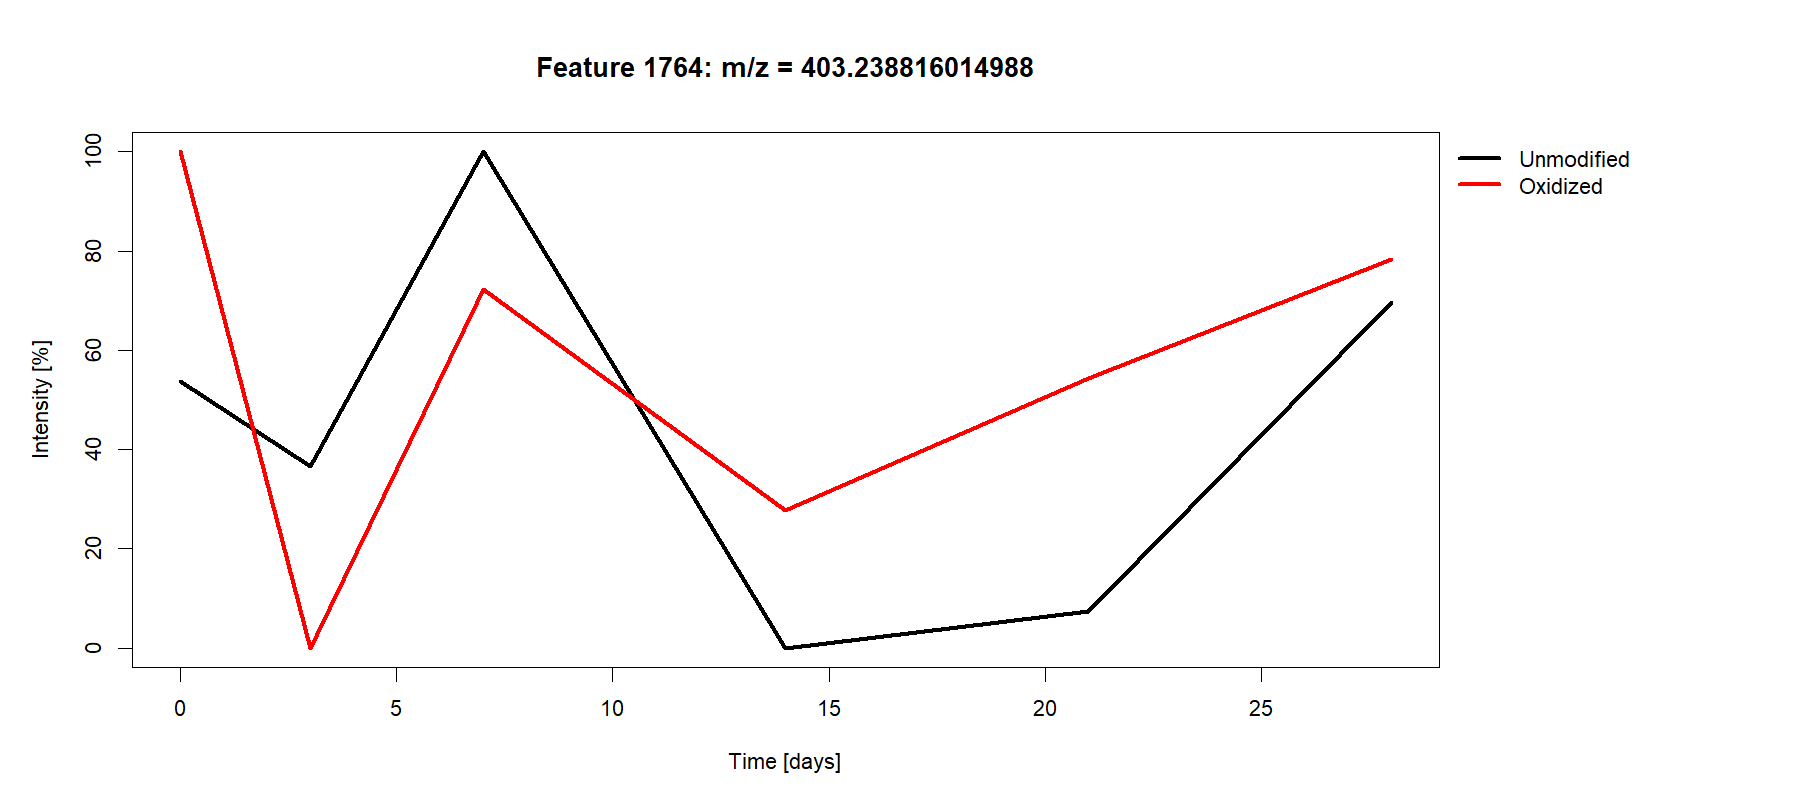 Feature 1764: m/z = 403.238816014988
Unmodified
Oxidized
Intensity [%]
100
80
60
40
20
0
0 5 10 15 20 25
Time [days]